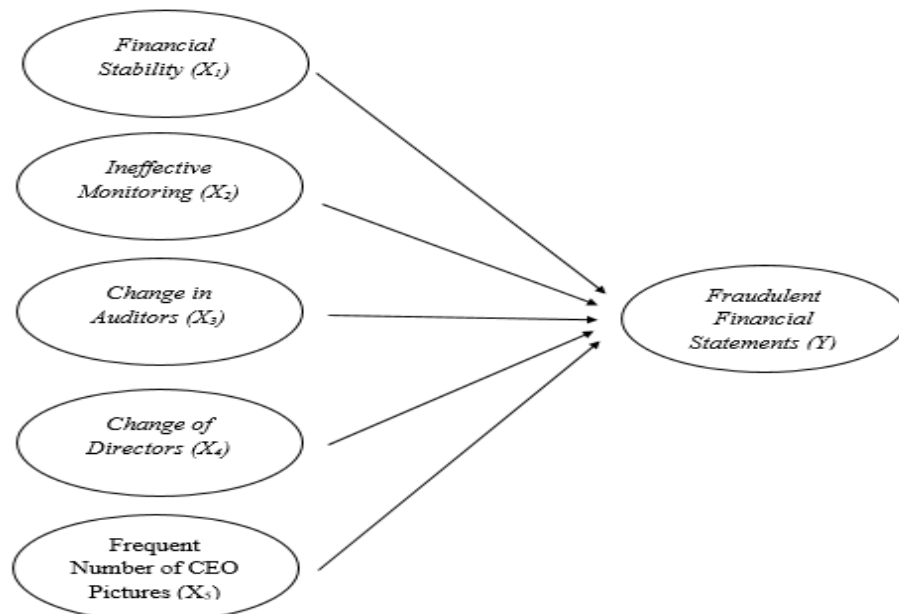 Financial
Stability (X₁)
Ineffective
Monitoring (X₂)
Change in
Auditors (X₃)
Fraudulent
Financial
Statements (Y)
Change of
Directors (X₄)
Frequent
Number of CEO
Pictures (X₅)